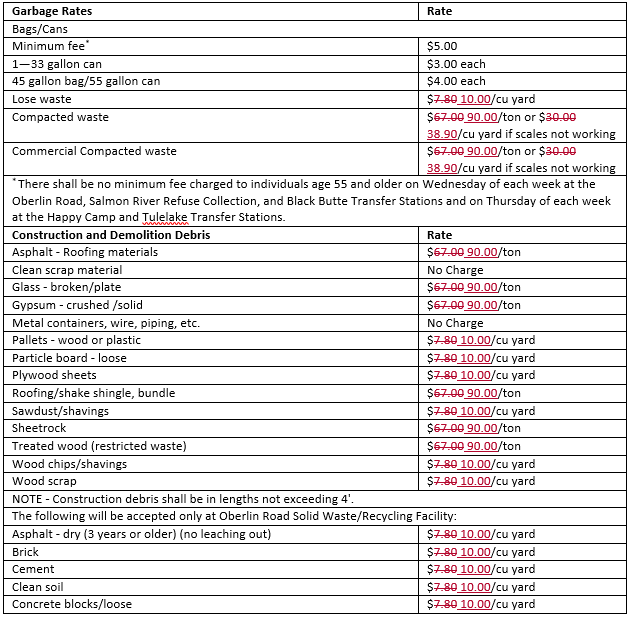 Garbage Rates Rate
Bags/Cans
Minimum fee* $5.00
1—33 gallon can $3.00 each
45 gallon bag/55 gallon can $4.00 each
Lose waste $7.80 10.00/cu yard
Compacted waste $67.00 90.00/ton or $30.00
38.90/cu yard if scales not working
Commercial Compacted waste $67.00 90.00/ton or $30.00
38.90/cu yard if scales not working
*There shall be no minimum fee charged to individuals age 55 and older on Wednesday of each week at the
Oberlin Road, Salmon River Refuse Collection, and Black Butte Transfer Stations and on Thursday of each week
at the Happy Camp and Tulelake Transfer Stations.
Construction and Demolition Debris Rate
Asphalt - Roofing materials $67.00 90.00/ton
Clean scrap material No Charge
Glass - broken/plate $67.00 90.00/ton
Gypsum - crushed /solid $67.00 90.00/ton
Metal containers, wire, piping, etc. No Charge
Pallets - wood or plastic $7.80 10.00/cu yard
Particle board - loose $7.80 10.00/cu yard
Plywood sheets $7.80 10.00/cu yard
Roofing/shake shingle, bundle $67.00 90.00/ton
Sawdust/shavings $7.80 10.00/cu yard
Sheetrock $67.00 90.00/ton
Treated wood (restricted waste) $67.00 90.00/ton
Wood chips/shavings $7.80 10.00/cu yard
Wood scrap $7.80 10.00/cu yard
NOTE - Construction debris shall be in lengths not exceeding 4'.
The following will be accepted only at Oberlin Road Solid Waste/Recycling Facility:
Asphalt - dry (3 years or older) (no leaching out) $7.80 10.00/cu yard
Brick $7.80 10.00/cu yard
Cement $7.80 10.00/cu yard
Clean soil $7.80 10.00/cu yard
Concrete blocks/loose $7.80 10.00/cu yard